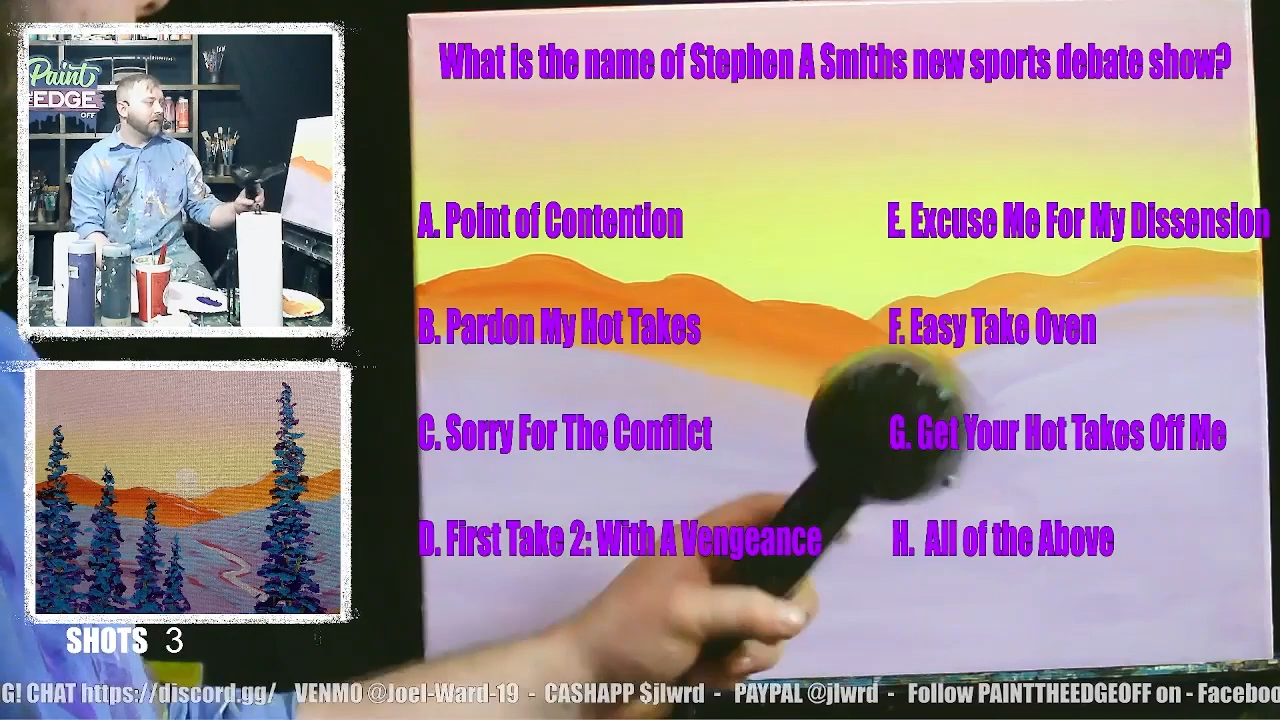 Paint
EDGE
OFF
What is the name of Stephen A Smiths new sports debate show?
A. Point of Contention
E. Excuse Me For My Dissension
B. Pardon My Hot Takes
F. Easy Take Oven
C. Sorry For The Conflict
G. Get Your Hot Takes Off Me
D. First Take 2: With A Vengeance
H. All of the Above
SHOTS 3
G! CHAT https://discord.gg/ VENMO @Joel-Ward-19 - CASHAPP $jlwrd - PAYPAL @jlwrd - Follow PAINTTHEEDGEOFF on - Faceboo